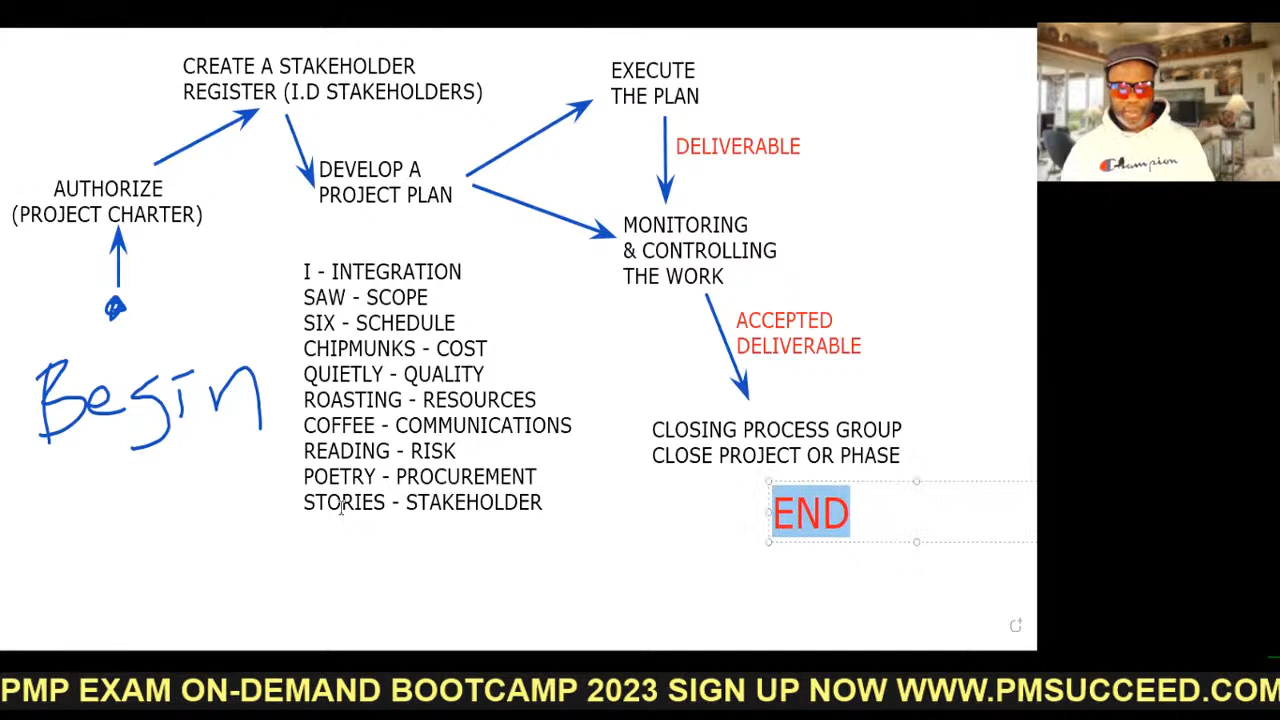 CREATE A STAKEHOLDER
REGISTER (I.D STAKEHOLDERS)
EXECUTE
THE PLAN
DELIVERABLE
DEVELOP A
PROJECT PLAN
AUTHORIZE
(PROJECT CHARTER)
MONITORING
& CONTROLLING
THE WORK
I - INTEGRATION
SAW - SCOPE
SIX - SCHEDULE
CHIPMUNKS - COST
QUIETLY - QUALITY
ROASTING - RESOURCES
COFFEE - COMMUNICATIONS
READING - RISK
POETRY - PROCUREMENT
STORIES - STAKEHOLDER
Begin
ACCEPTED
DELIVERABLE
CLOSING PROCESS GROUP
CLOSE PROJECT OR PHASE
END
Champion
PMP EXAM ON-DEMAND BOOTCAMP 2023 SIGN UP NOW WWW.PMSUCCEED.COM